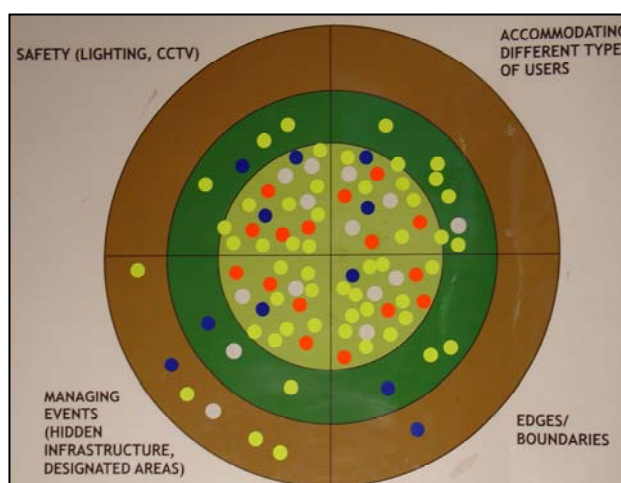 SAFETY (LIGHTING, CCTV)
ACCOMMODATING
DIFFERENT TYPE
OF USERS
MANAGING
EVENTS
(HIDDEN
INFRASTRUCTURE,
DESIGNATED AREAS)
EDGES/
BOUNDARIES